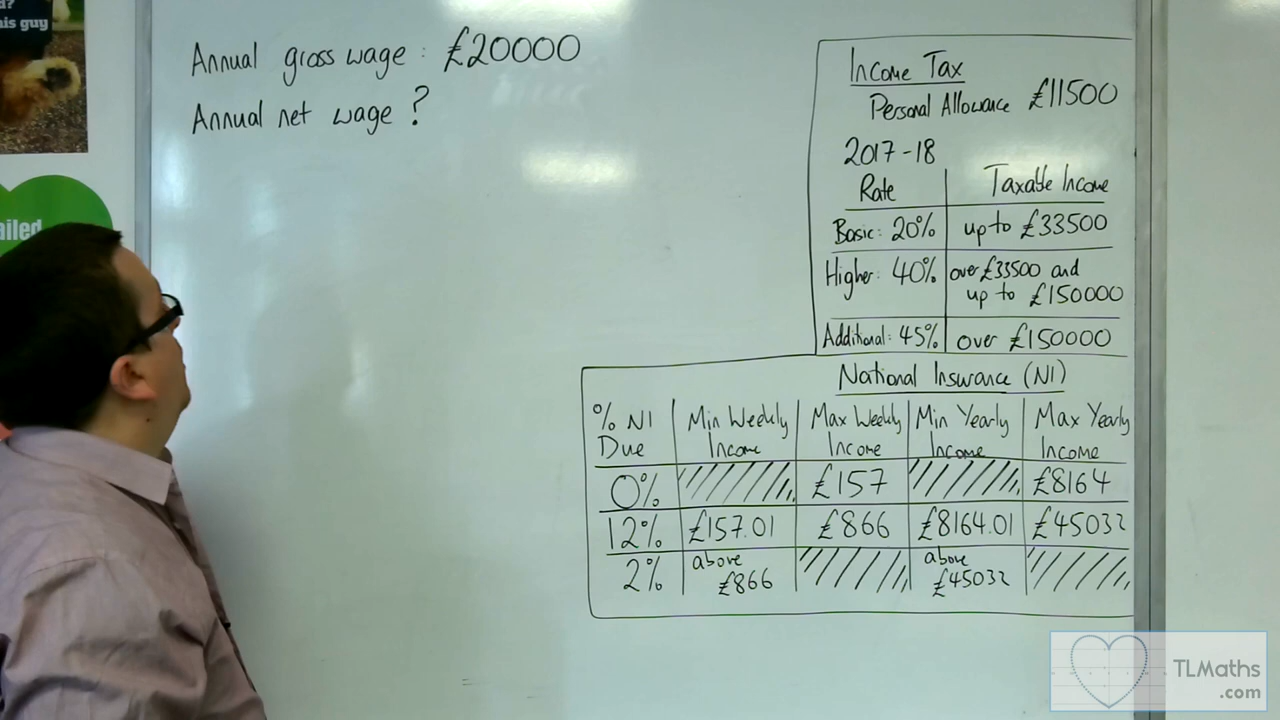 d?
his guy
ailed
Annual gross wage : £20000
Annual net wage ?
Income Tax
Personal Allowance £11500
2017-18
Rate Taxable Income
Basic: 20% up to £33500
Higher: 40% over £33500 and
up to £150000
Additional: 45% over £150000
National Insurance (NI)
% NI Min Weekly Max Weekly Min Yearly Max Yearly
Due Income Income Income Income
0% £157 £8164
12% £157.01 £866 £8164.01 £45032
2% above £866 above £45032
TLMaths
.com